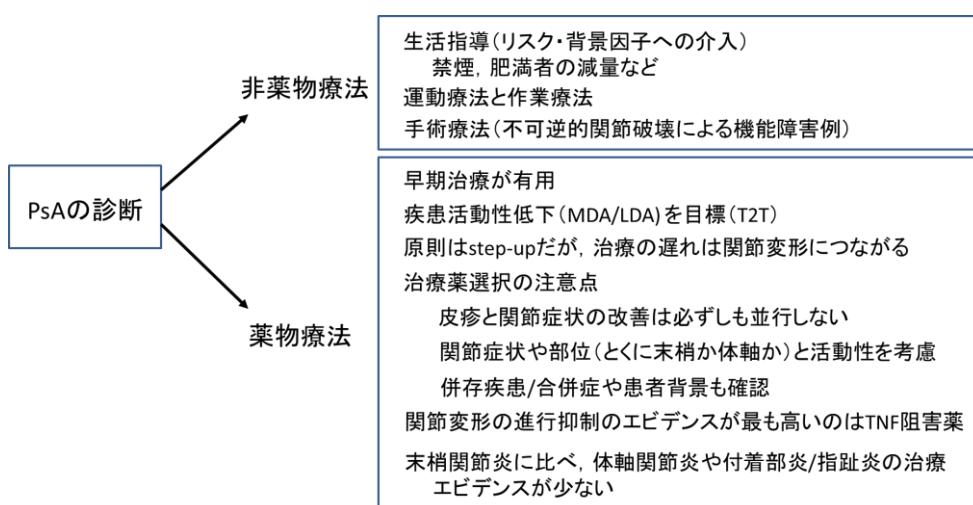 PsAの診断
非薬物療法
生活指導(リスク・背景因子への介入)
禁煙，肥満者の減量など
運動療法と作業療法
手術療法(不可逆的関節破壊による機能障害例)
薬物療法
早期治療が有用
疾患活動性低下(MDA/LDA)を目標(T2T)
原則はstep-upだが，治療の遅れは関節変形につながる
治療薬選択の注意点
皮疹と関節症状の改善は必ずしも並行しない
関節症状や部位(とくに末梢か体軸か)と活動性を考慮
併存疾患/合併症や患者背景も確認
関節変形の進行抑制のエビデンスが最も高いのはTNF阻害薬
末梢関節炎に比べ，体軸関節炎や付着部炎/指趾炎の治療
エビデンスが少ない